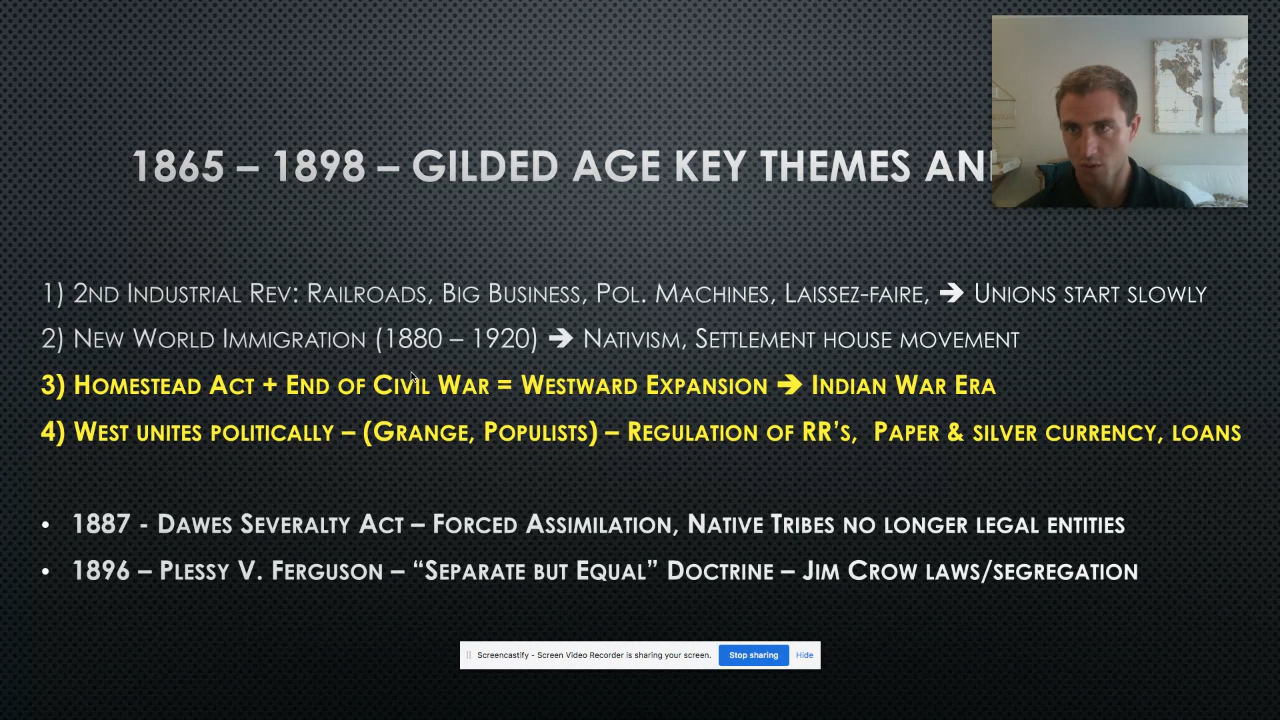 1865 – 1898 – GILDED AGE KEY THEMES AN
1) 2ND INDUSTRIAL REV: RAILROADS, BIG BUSINESS, POL. MACHINES, LAISSEZ-FAIRE, ➔ UNIONS START SLOWLY
2) NEW WORLD IMMIGRATION (1880 – 1920) ➔ NATIVISM, SETTLEMENT HOUSE MOVEMENT
3) HOMESTEAD ACT + END OF CIVIL WAR = WESTWARD EXPANSION ➔ INDIAN WAR ERA
4) WEST UNITES POLITICALLY – (GRANGE, POPULISTS) – REGULATION OF RR'S, PAPER & SILVER CURRENCY, LOANS
• 1887 - DAWES SEVERALTY ACT – FORCED ASSIMILATION, NATIVE TRIBES NO LONGER LEGAL ENTITIES
• 1896 – PLESSY V. FERGUSON – “SEPARATE BUT EQUAL” DOCTRINE – JIM CROW LAWS/SEGREGATION
Screencastify - Screen Video Recorder is sharing your screen. Stop sharing Hide